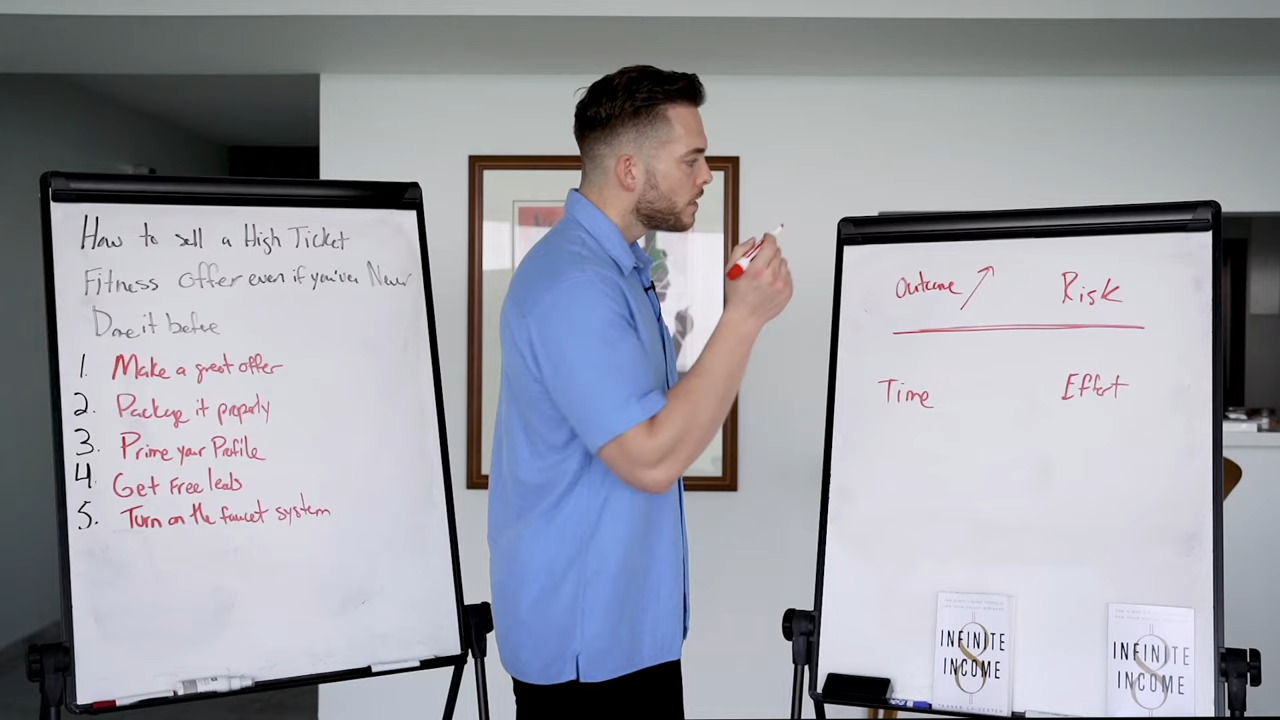 How to sell a High Ticket
Fitness offer even if you've Never
Done it before
1. Make a great offer
2. Package it properly
3. Prime your Profile
4. Get Free leads
5. Turn on the faucet system
Outcome Risk
Time Effort
INFINITE
INCOME
INFINITE
INCOME